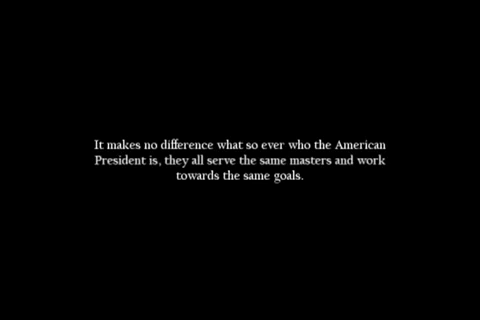 It makes no difference what so ever who the American
President is, they all serve the same masters and work
towards the same goals.